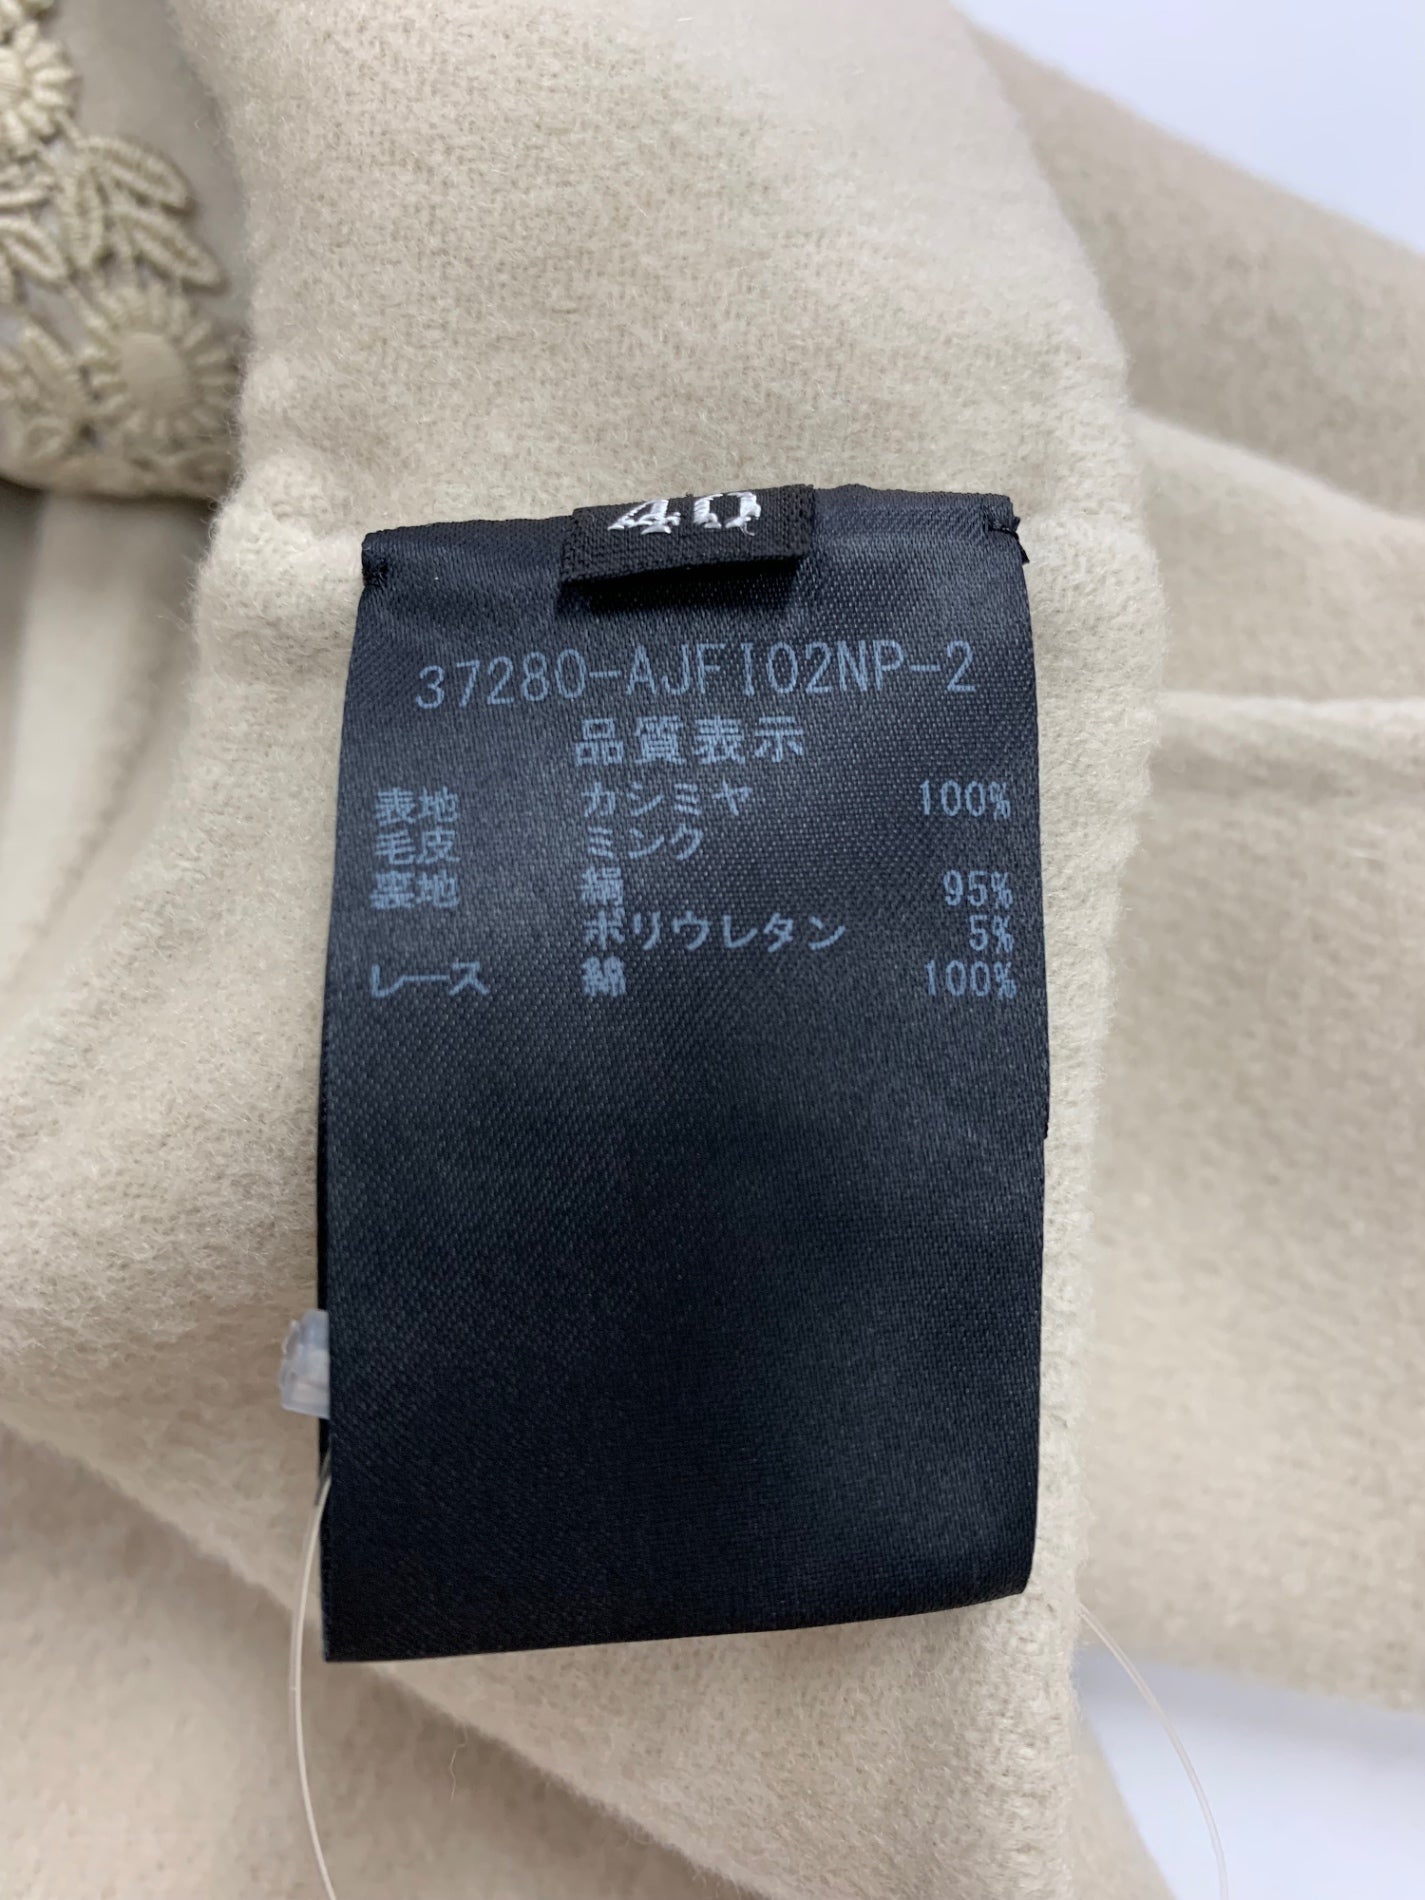 40
37280-AJFI02NP-2
品質表示
表地 カシミヤ 100%
毛皮 ミンク
裏地 絹 95%
ポリウレタン 5%
レース 綿 100%